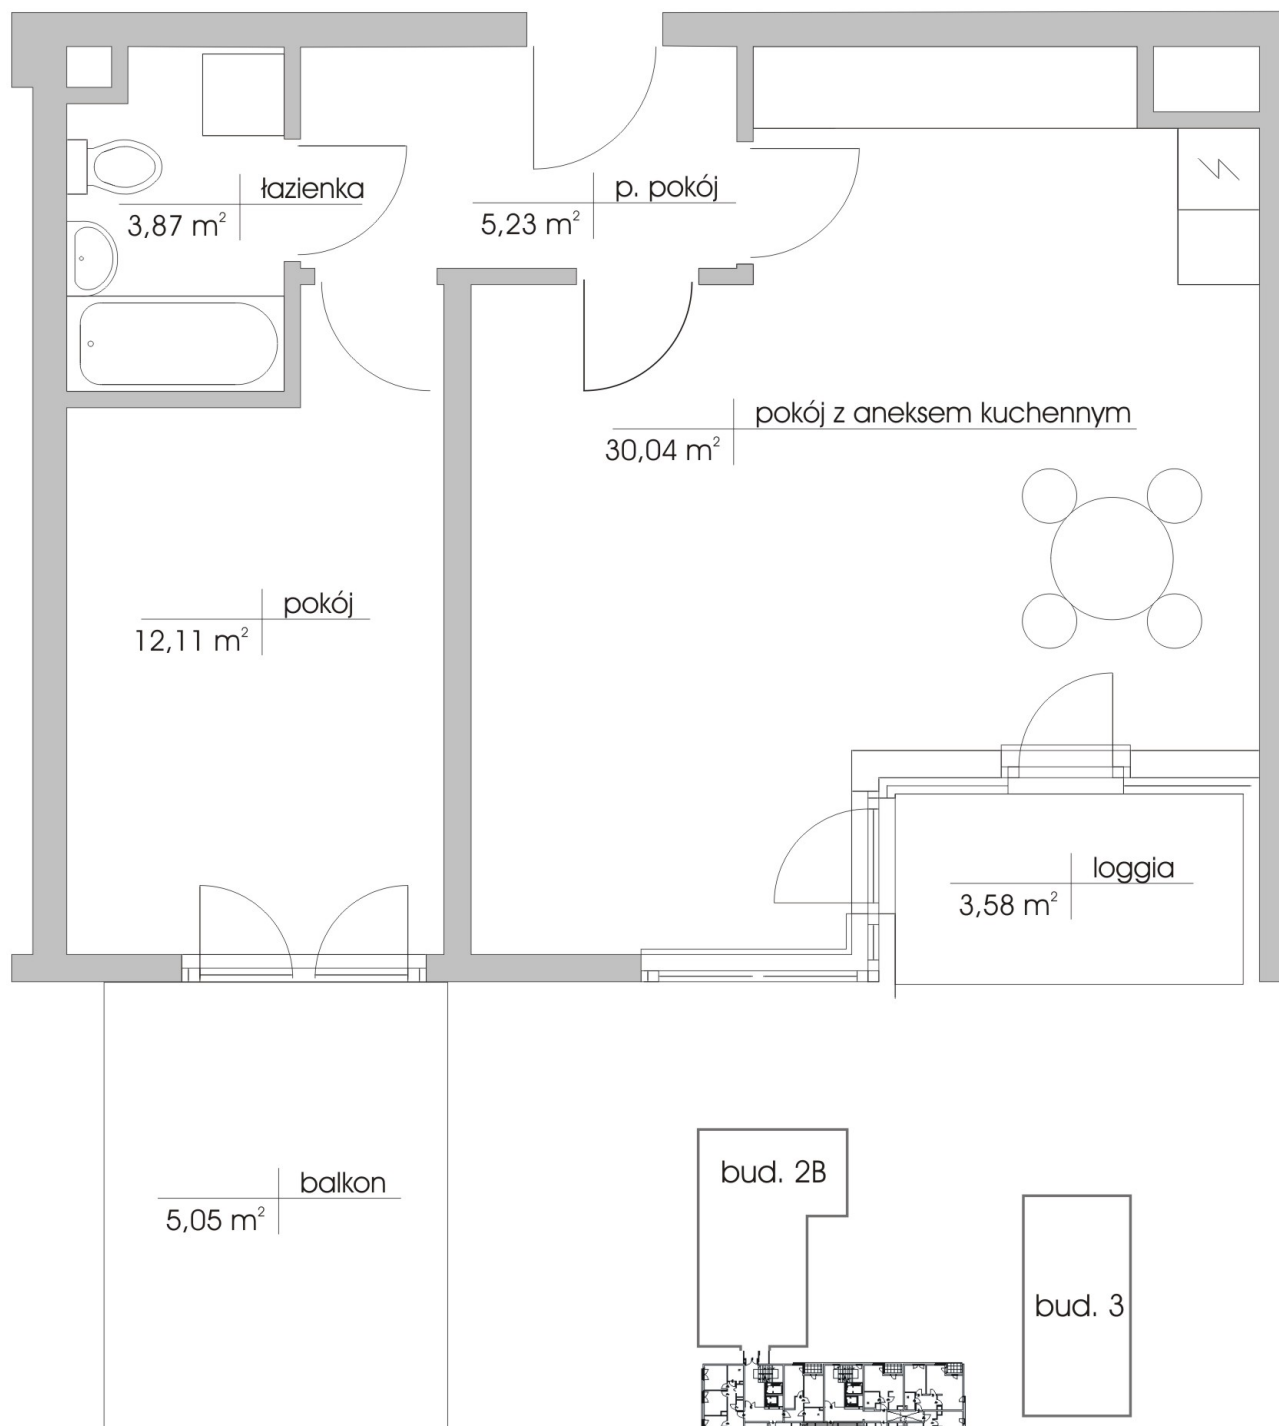 łazienka
3,87 m²
p. pokój
5,23 m²
pokój z aneksem kuchennym
30,04 m²
pokój
12,11 m²
loggia
3,58 m²
balkon
5,05 m²
bud. 2B
bud. 3